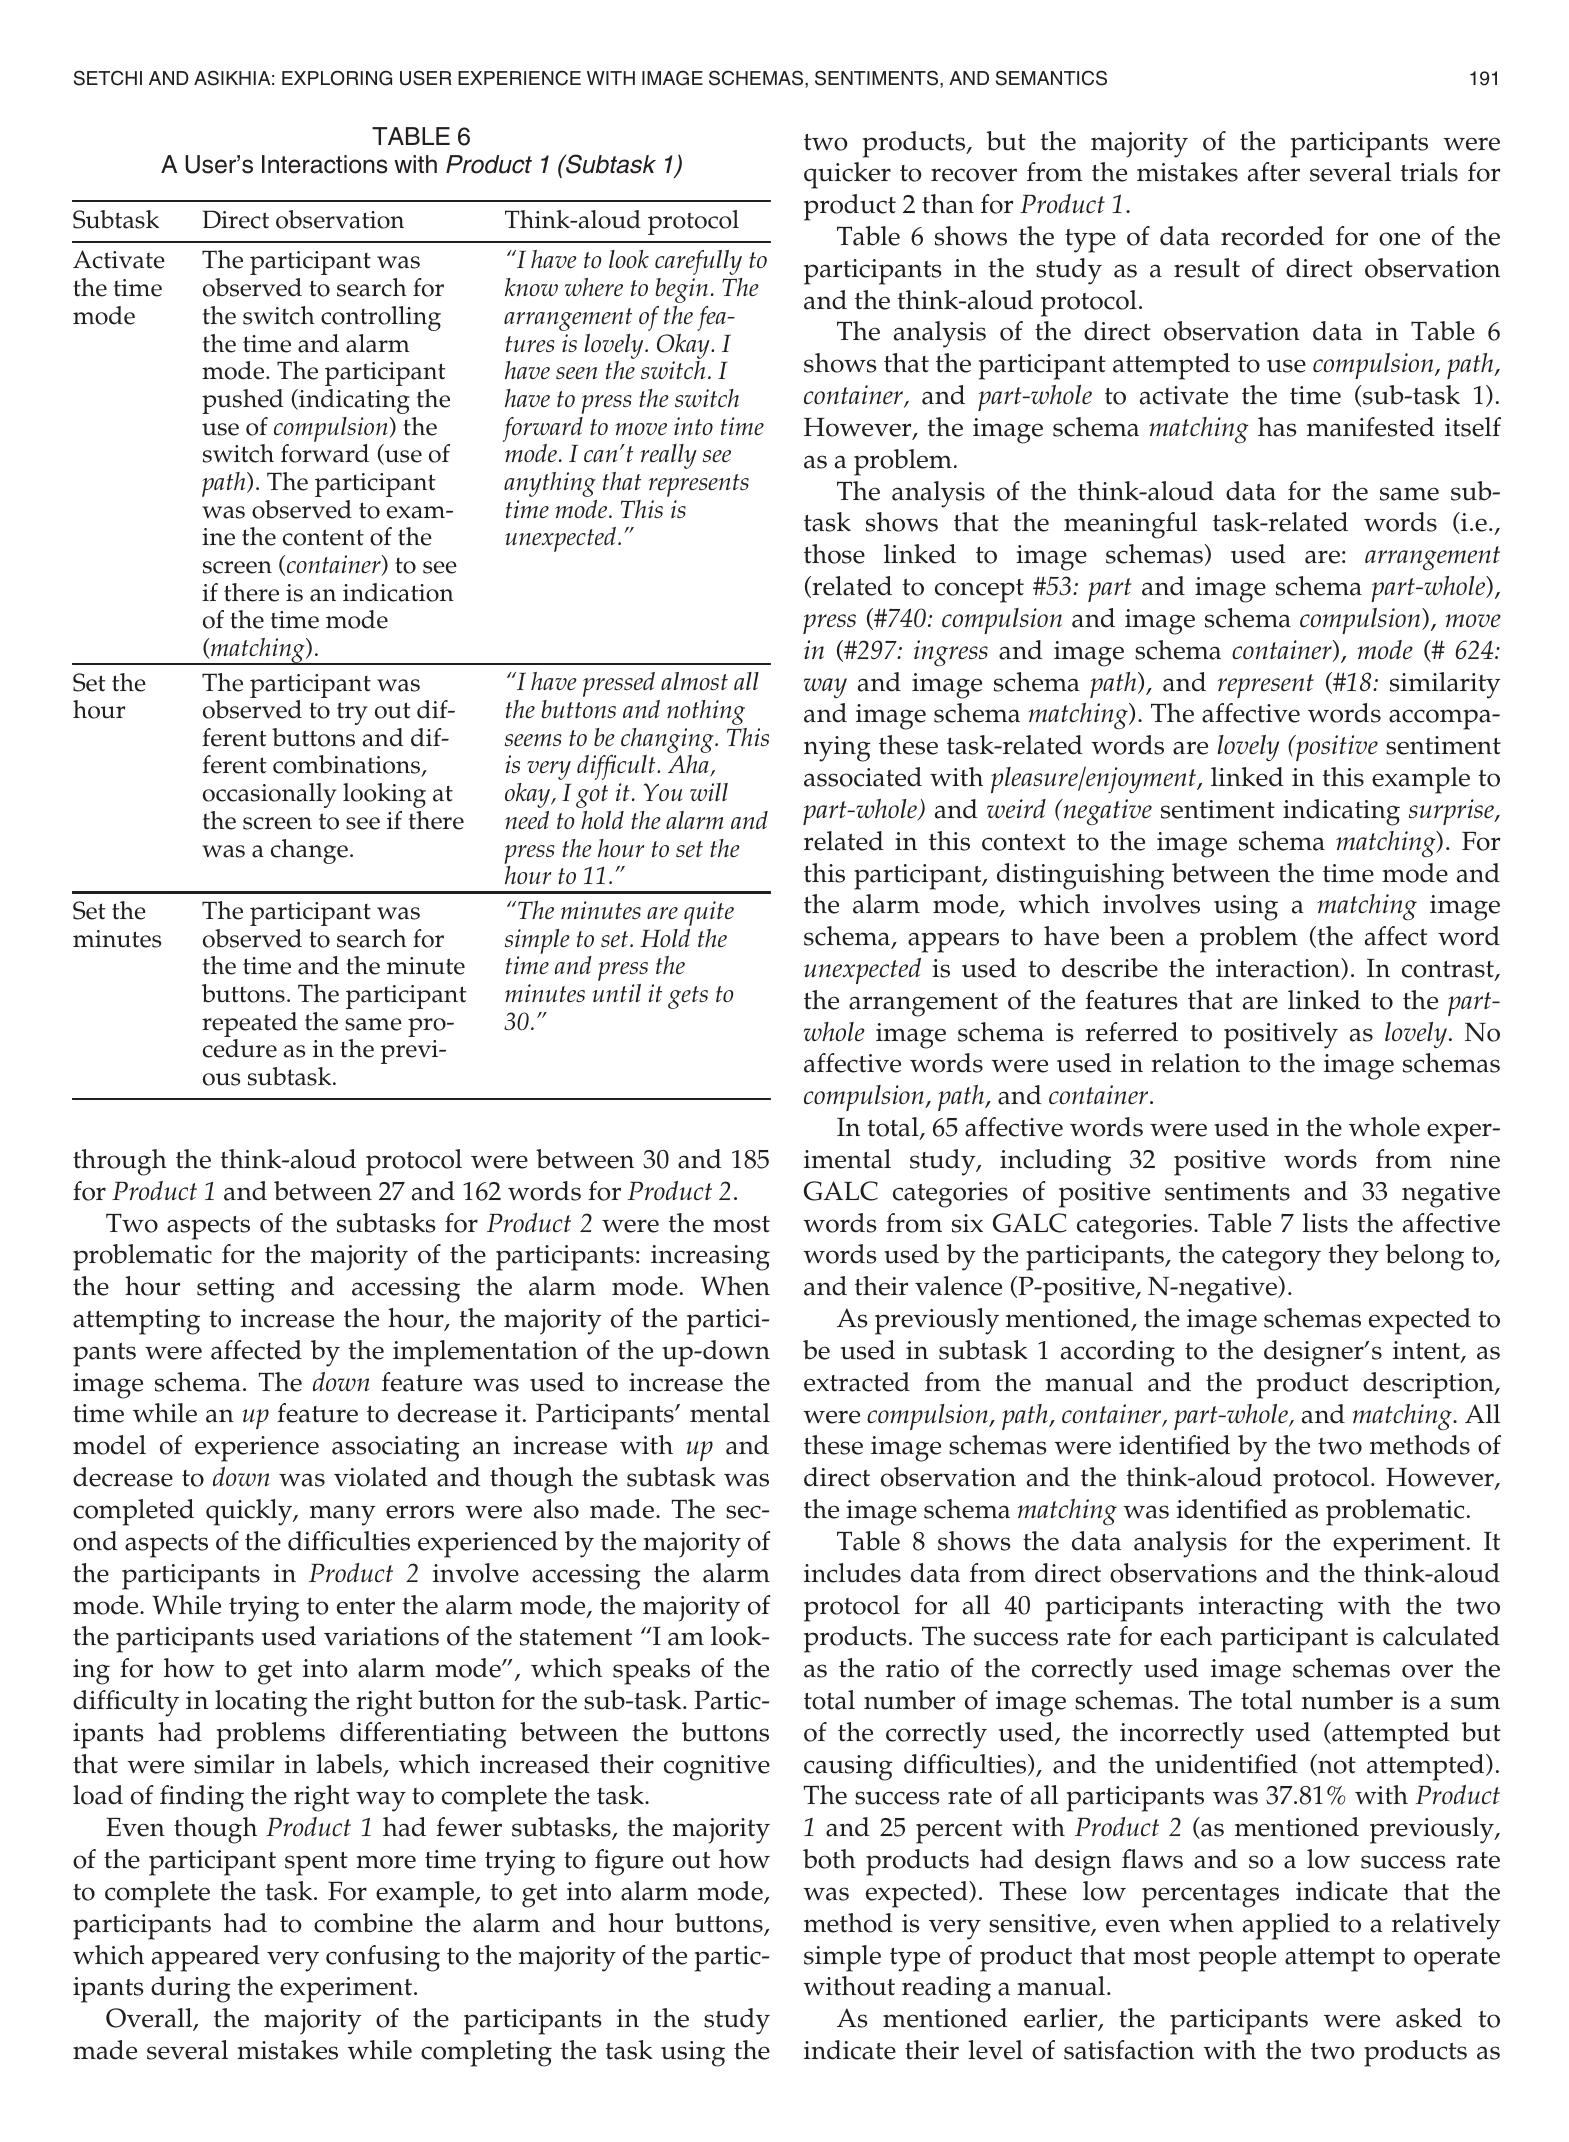 SETCHI AND ASIKHIA: EXPLORING USER EXPERIENCE WITH IMAGE SCHEMAS, SENTIMENTS, AND SEMANTICS 191
TABLE 6
A User's Interactions with Product 1 (Subtask 1)
Subtask Direct observation Think-aloud protocol
Activate
the time
mode
The participant was
observed to search for
the switch controlling
the time and alarm
mode. The participant
pushed (indicating the
use of compulsion) the
switch forward (use of
path). The participant
was observed to exam-
ine the content of the
screen (container) to see
if there is an indication
of the time mode
(matching).
“I have to look carefully to
know where to begin. The
arrangement of the fea-
tures is lovely. Okay. I
have seen the switch. I
have to press the switch
forward to move into time
mode. I can't really see
anything that represents
time mode. This is
unexpected.”
Set the
hour
The participant was
observed to try out dif-
ferent buttons and dif-
ferent combinations,
occasionally looking at
the screen to see if there
was a change.
“I have pressed almost all
the buttons and nothing
seems to be changing. This
is very difficult. Aha,
okay, I got it. You will
need to hold the alarm and
press the hour to set the
hour to 11.”
Set the
minutes
The participant was
observed to search for
the time and the minute
buttons. The participant
repeated the same pro-
cedure as in the previ-
ous subtask.
“The minutes are quite
simple to set. Hold the
time and press the
minutes until it gets to
30.”
through the think-aloud protocol were between 30 and 185
for Product 1 and between 27 and 162 words for Product 2.
Two aspects of the subtasks for Product 2 were the most
problematic for the majority of the participants: increasing
the hour setting and accessing the alarm mode. When
attempting to increase the hour, the majority of the partici-
pants were affected by the implementation of the up-down
image schema. The down feature was used to increase the
time while an up feature to decrease it. Participants' mental
model of experience associating an increase with up and
decrease to down was violated and though the subtask was
completed quickly, many errors were also made. The sec-
ond aspects of the difficulties experienced by the majority of
the participants in Product 2 involve accessing the alarm
mode. While trying to enter the alarm mode, the majority of
the participants used variations of the statement “I am look-
ing for how to get into alarm mode”, which speaks of the
difficulty in locating the right button for the sub-task. Partic-
ipants had problems differentiating between the buttons
that were similar in labels, which increased their cognitive
load of finding the right way to complete the task.
Even though Product 1 had fewer subtasks, the majority
of the participant spent more time trying to figure out how
to complete the task. For example, to get into alarm mode,
participants had to combine the alarm and hour buttons,
which appeared very confusing to the majority of the partic-
ipants during the experiment.
Overall, the majority of the participants in the study
made several mistakes while completing the task using the
two products, but the majority of the participants were
quicker to recover from the mistakes after several trials for
product 2 than for Product 1.
Table 6 shows the type of data recorded for one of the
participants in the study as a result of direct observation
and the think-aloud protocol.
The analysis of the direct observation data in Table 6
shows that the participant attempted to use compulsion, path,
container, and part-whole to activate the time (sub-task 1).
However, the image schema matching has manifested itself
as a problem.
The analysis of the think-aloud data for the same sub-
task shows that the meaningful task-related words (i.e.,
those linked to image schemas) used are: arrangement
(related to concept #53: part and image schema part-whole),
press (#740: compulsion and image schema compulsion), move
in (#297: ingress and image schema container), mode (# 624:
way and image schema path), and represent (#18: similarity
and image schema matching). The affective words accompa-
nying these task-related words are lovely (positive sentiment
associated with pleasure/enjoyment, linked in this example to
part-whole) and weird (negative sentiment indicating surprise,
related in this context to the image schema matching). For
this participant, distinguishing between the time mode and
the alarm mode, which involves using a matching image
schema, appears to have been a problem (the affect word
unexpected is used to describe the interaction). In contrast,
the arrangement of the features that are linked to the part-
whole image schema is referred to positively as lovely. No
affective words were used in relation to the image schemas
compulsion, path, and container.
In total, 65 affective words were used in the whole exper-
imental study, including 32 positive words from nine
GALC categories of positive sentiments and 33 negative
words from six GALC categories. Table 7 lists the affective
words used by the participants, the category they belong to,
and their valence (P-positive, N-negative).
As previously mentioned, the image schemas expected to
be used in subtask 1 according to the designer's intent, as
extracted from the manual and the product description,
were compulsion, path, container, part-whole, and matching. All
these image schemas were identified by the two methods of
direct observation and the think-aloud protocol. However,
the image schema matching was identified as problematic.
Table 8 shows the data analysis for the experiment. It
includes data from direct observations and the think-aloud
protocol for all 40 participants interacting with the two
products. The success rate for each participant is calculated
as the ratio of the correctly used image schemas over the
total number of image schemas. The total number is a sum
of the correctly used, the incorrectly used (attempted but
causing difficulties), and the unidentified (not attempted).
The success rate of all participants was 37.81% with Product
1 and 25 percent with Product 2 (as mentioned previously,
both products had design flaws and so a low success rate
was expected). These low percentages indicate that the
method is very sensitive, even when applied to a relatively
simple type of product that most people attempt to operate
without reading a manual.
As mentioned earlier, the participants were asked to
indicate their level of satisfaction with the two products as